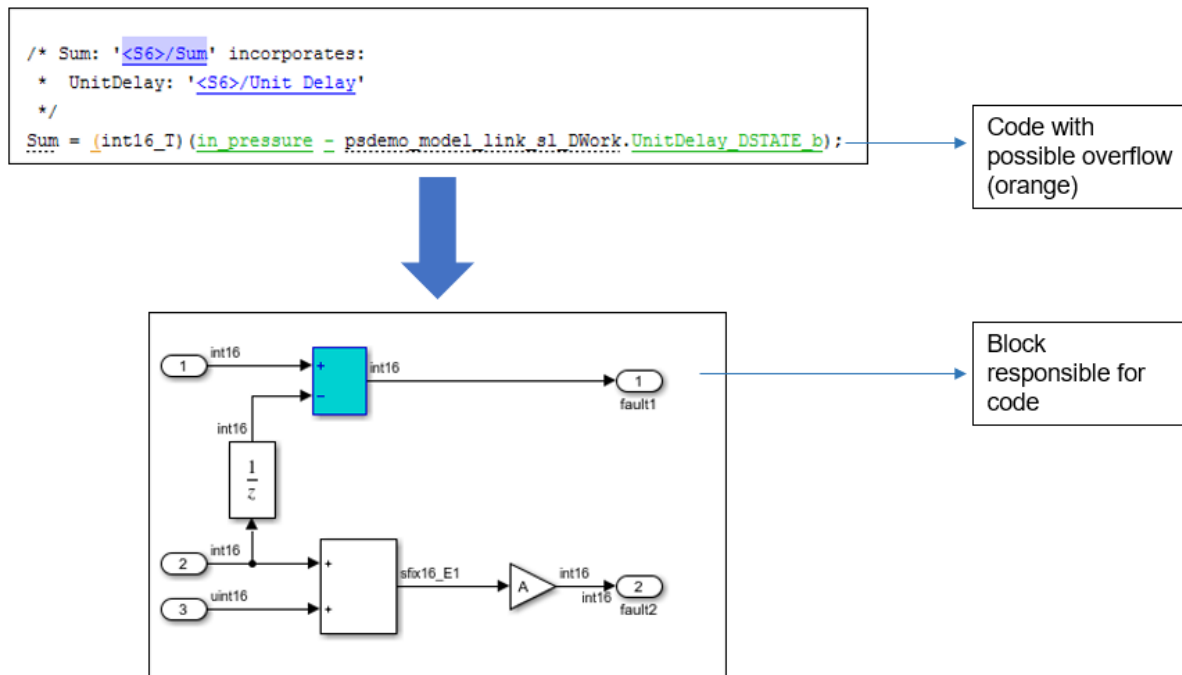 /* Sum: '<S6>/Sum' incorporates:
*  UnitDelay: '<S6>/Unit Delay'
*/
Sum = (int16_T)(in_pressure - psdemo_model_link_sl_DWork.UnitDelay_DSTATE_b);
Code with
possible overflow
(orange)
1
int16
+
−
int16
1
fault1
int16
1
z
Block
responsible for
code
2
int16
3
uint16
+
+
sfix16_E1
A
int16
int16
2
fault2